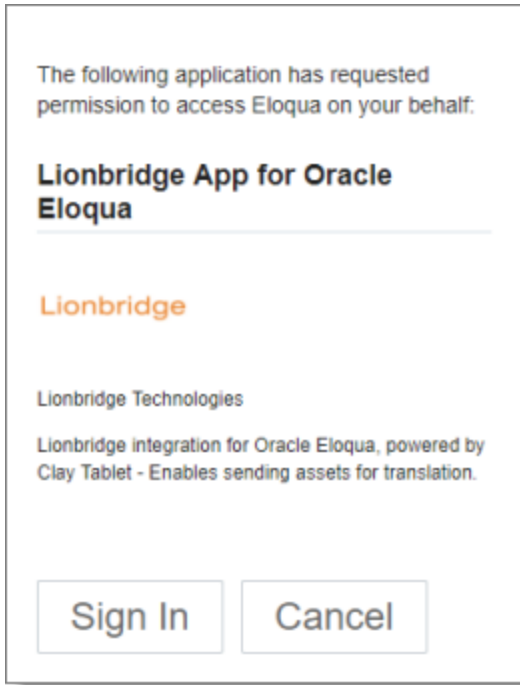 The following application has requested
permission to access Eloqua on your behalf:
Lionbridge App for Oracle
Eloqua
Lionbridge
Lionbridge Technologies
Lionbridge integration for Oracle Eloqua, powered by
Clay Tablet - Enables sending assets for translation.
Sign In
Cancel